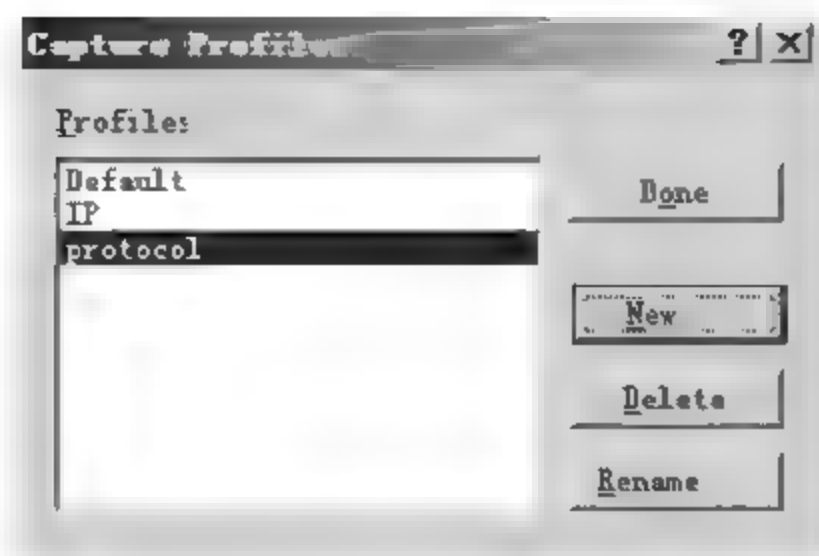 Capture Profiles
Profiles
Default
IP
protocol
Done
New
Delete
Rename